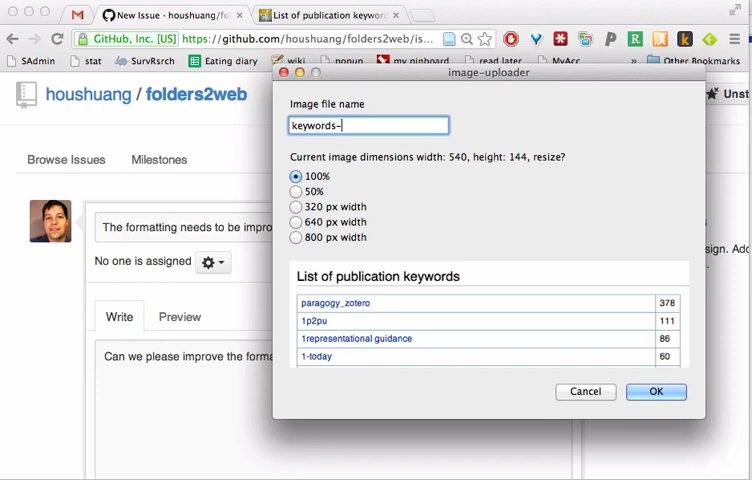 New Issue · houshuang/fol
List of publication keywor
GitHub, Inc. [US]
https://github.com/houshuang/folders2web/is...
SAdmin
stat
SurvRsrch
Eating diary
wiki
popup
my pinboard
read later
MyAcc
Other Bookmarks
houshuang / folders2web
Unst
Browse Issues
Milestones
The formatting needs to be impro
No one is assigned
Write
Preview
Can we please improve the forma
sign. Add
image-uploader
Image file name
keywords-
Current image dimensions width: 540, height: 144, resize?
100%
50%
320 px width
640 px width
800 px width
List of publication keywords
paragogy_zotero 378
1p2pu 111
1representational guidance 86
1-today 60
Cancel
OK